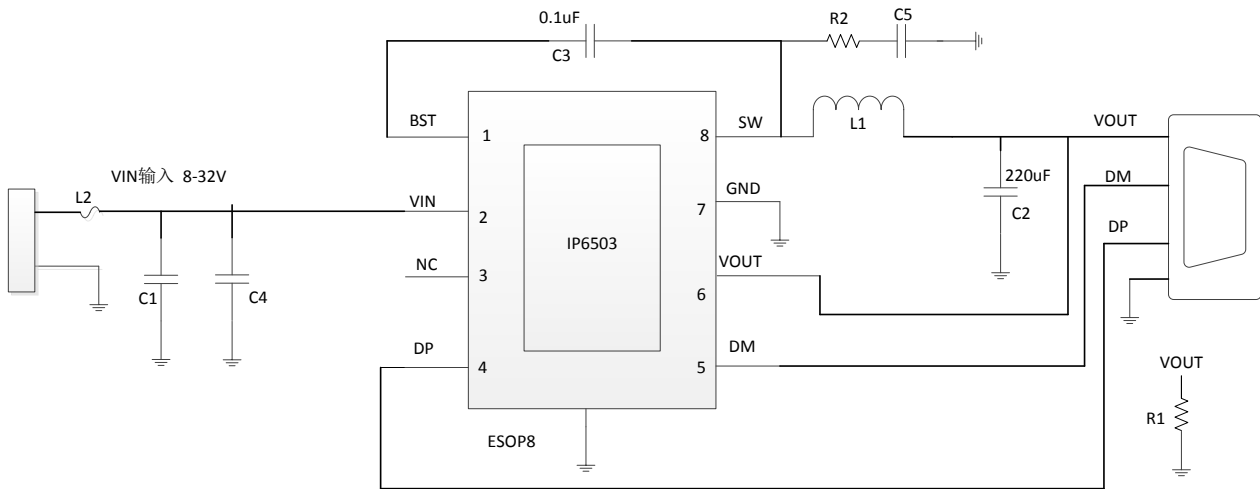 0.1uF
C3
R2
C5
BST
1
8
SW
L1
VOUT
VIN输入 8-32V
L2
VIN
2
GND
7
220uF
C2
DM
DP
IP6503
NC
3
VOUT
6
C1
C4
DP
4
5
DM
VOUT
R1
ESOP8